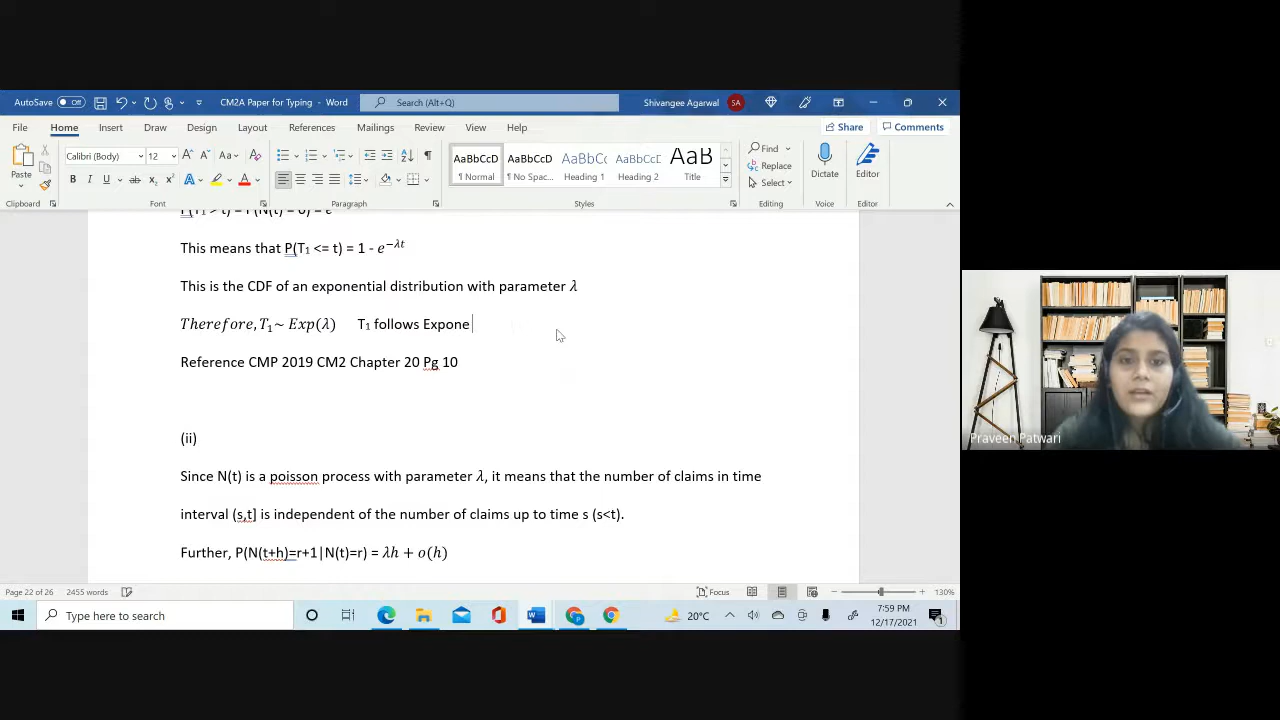 AutoSave Off CM2A Paper for Typing - Word Search (Alt+Q) Shivangee Agarwal SA
File Home Insert Draw Design Layout References Mailings Review View Help Share Comments
Paste Calibri (Body) 12 AaBbCcD AaBbCcD AaBbCc AaBbCcD AaB Find Replace Select Dictate Editor
¶ Normal ¶ No Spac... Heading 1 Heading 2 Title
Clipboard Font Paragraph Styles Editing Voice Editor
This means that P(T₁ <= t) = 1 - e^{−λt}
This is the CDF of an exponential distribution with parameter λ
Therefore, T₁~ Exp(λ) T₁ follows Expone
Reference CMP 2019 CM2 Chapter 20 Pg 10
(ii)
Since N(t) is a poisson process with parameter λ, it means that the number of claims in time
interval (s,t] is independent of the number of claims up to time s (s<t).
Further, P(N(t+h)=r+1|N(t)=r) = λh + o(h)
Page 22 of 26 2455 words Focus 130%
Type here to search 20°C 7:59 PM
12/17/2021
Praveen Patwari